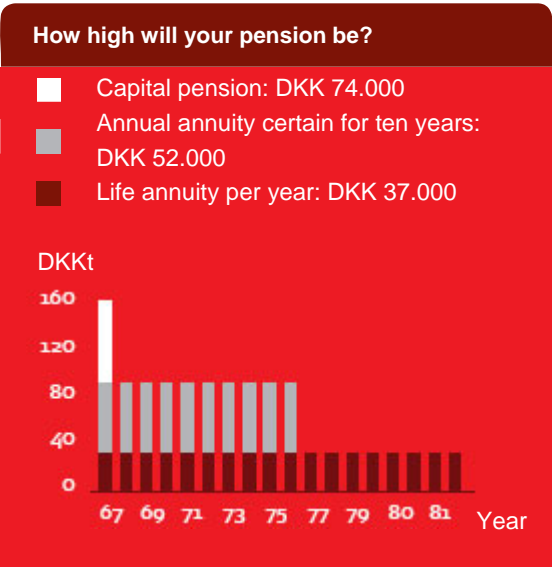 How high will your pension be?
Capital pension: DKK 74.000
Annual annuity certain for ten years:
DKK 52.000
Life annuity per year: DKK 37.000
DKKt
160
120
80
40
0
67 69 71 73 75 77 79 80 81 Year